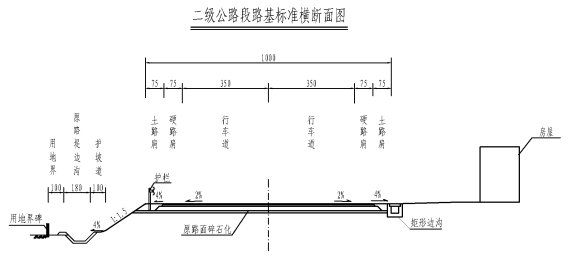 二级公路段路基标准横断面图
1000
75 75 350 350 75 75
土路肩 硬路肩 行车道 行车道 硬路肩 土路肩
用地界 原路堤边沟 护坡道
100 180 100
房屋
护栏
4% 2% 2% 4%
1:1.5
用地界碑 4%
原路面碎石化
矩形边沟